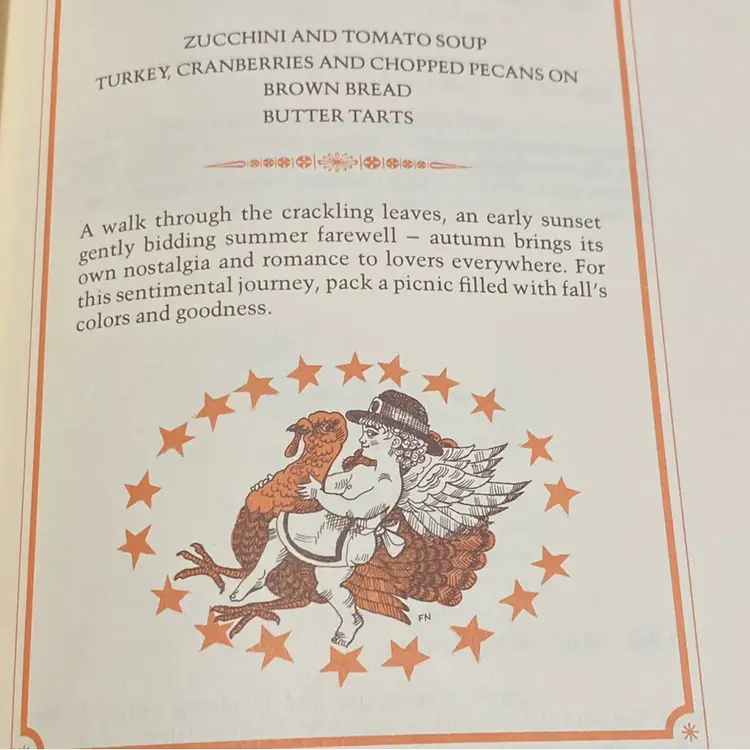 ZUCCHINI AND TOMATO SOUP
TURKEY, CRANBERRIES AND CHOPPED PECANS ON
BROWN BREAD
BUTTER TARTS
A walk through the crackling leaves, an early sunset
gently bidding summer farewell – autumn brings its
own nostalgia and romance to lovers everywhere. For
this sentimental journey, pack a picnic filled with fall's
colors and goodness.
FN